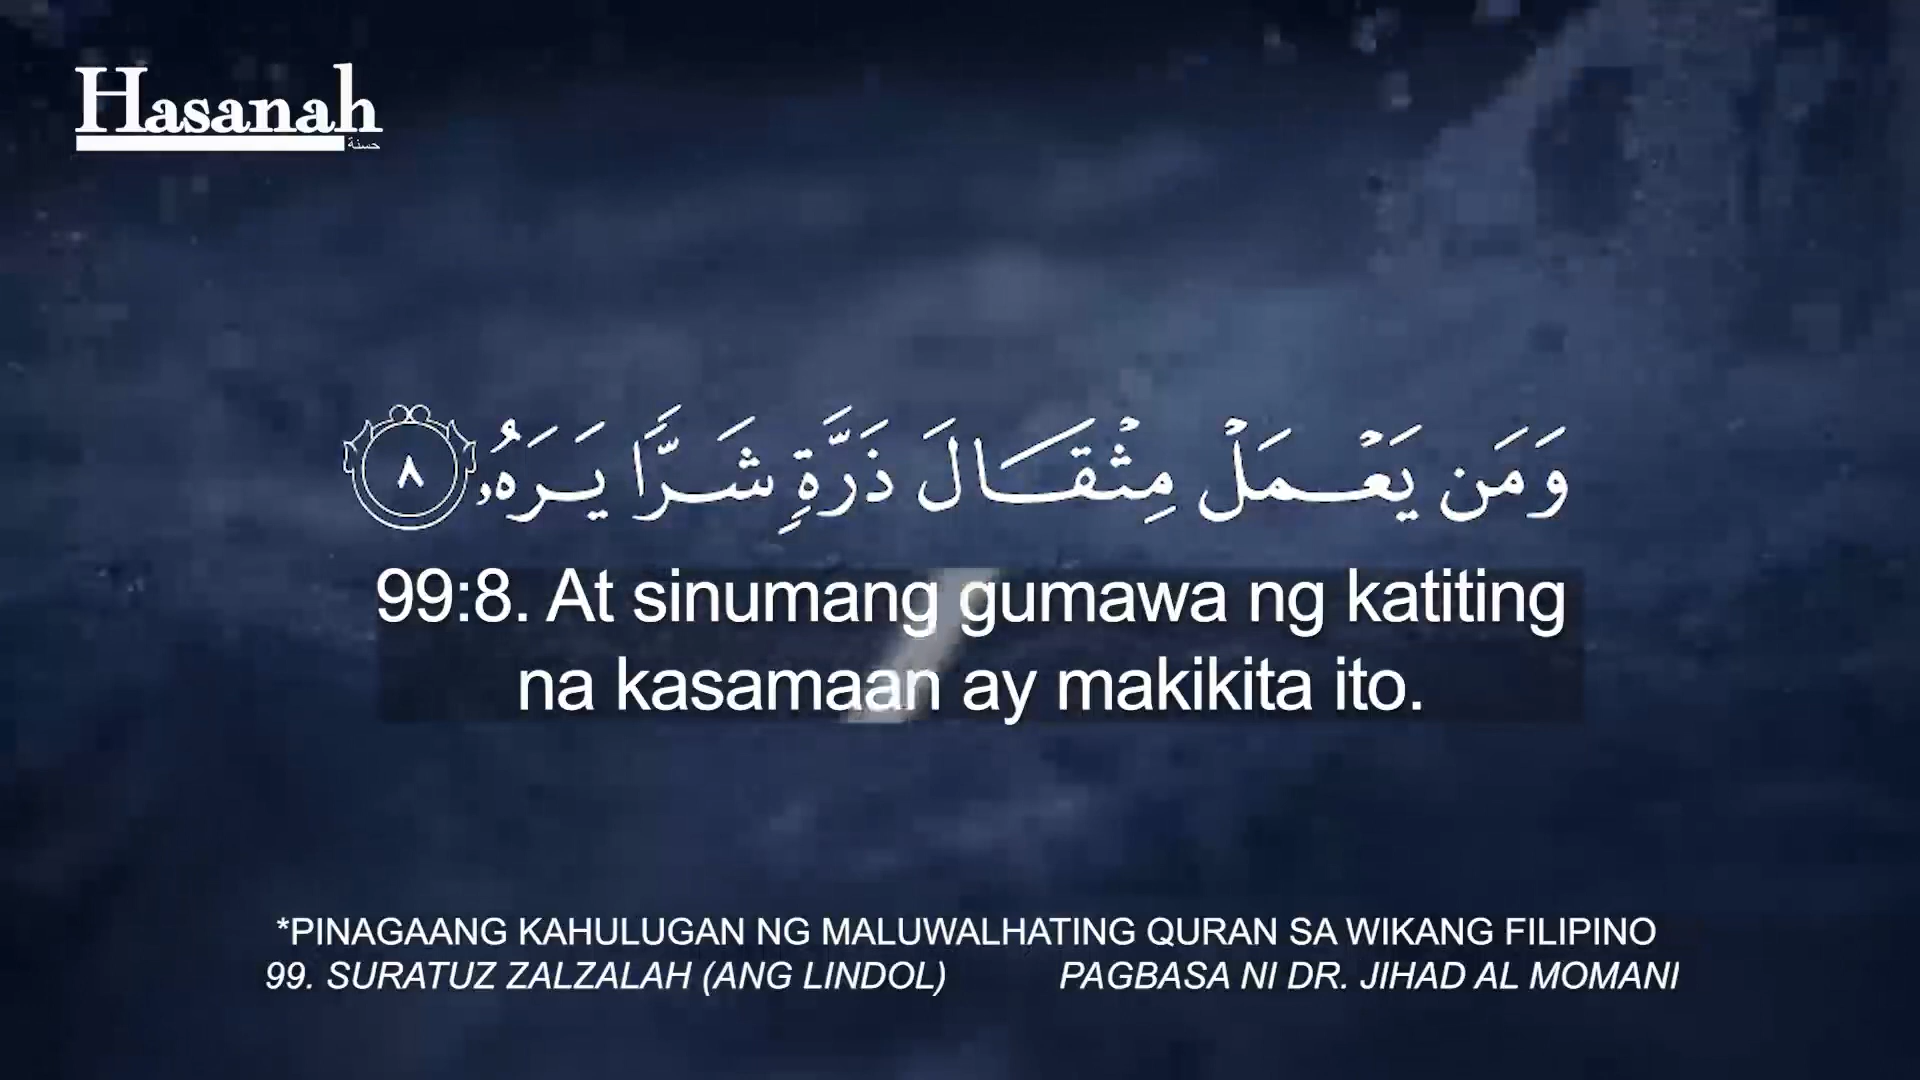 Hasanah
حسنة
وَمَن يَعْمَلْ مِثْقَالَ ذَرَّةٍ شَرًّا يَرَهُۥ ٨
99:8. At sinumang gumawa ng katiting
na kasamaan ay makikita ito.
*PINAGAANG KAHULUGAN NG MALUWALHATING QURAN SA WIKANG FILIPINO
99. SURATUZ ZALZALAH (ANG LINDOL) PAGBASA NI DR. JIHAD AL MOMANI